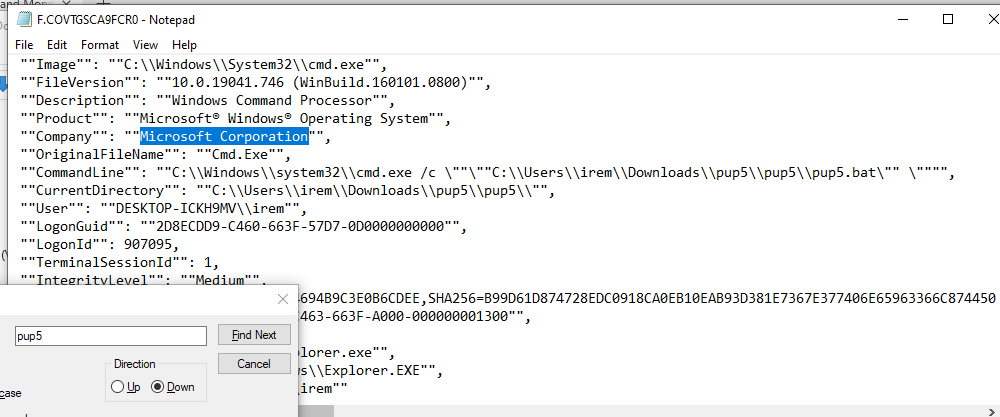 F.COVTGSCA9FCR0 - Notepad
File Edit Format View Help
""Image"": ""C:\\Windows\\System32\\cmd.exe"",
""FileVersion"": ""10.0.19041.746 (WinBuild.160101.0800)"",
""Description"": ""Windows Command Processor"",
""Product"": ""Microsoft® Windows® Operating System"",
""Company"": ""Microsoft Corporation"",
""OriginalFileName"": ""Cmd.Exe"",
""CommandLine"": ""C:\\Windows\\system32\\cmd.exe /c \""\""C:\\Users\\irem\\Downloads\\pup5\\pup5\\pup5.bat\"" \"""",
""CurrentDirectory"": ""C:\\Users\\irem\\Downloads\\pup5\\pup5\\"",
""User"": ""DESKTOP-ICKH9MV\\irem"",
""LogonGuid"": ""2D8ECDD9-C460-663F-57D7-0D0000000000"",
""LogonId"": 907095,
""TerminalSessionId"": 1,
""IntegrityLevel"": ""Medium"",
4694B9C3E0B6CDEE,SHA256=B99D61D874728EDC0918CA0EB10EAB93D381E7367E377406E65963366C874450
463-663F-A000-000000001300"",
plorer.exe"",
s\\Explorer.EXE"",
irem""
pup5
Find Next
Cancel
Direction
Up Down
case